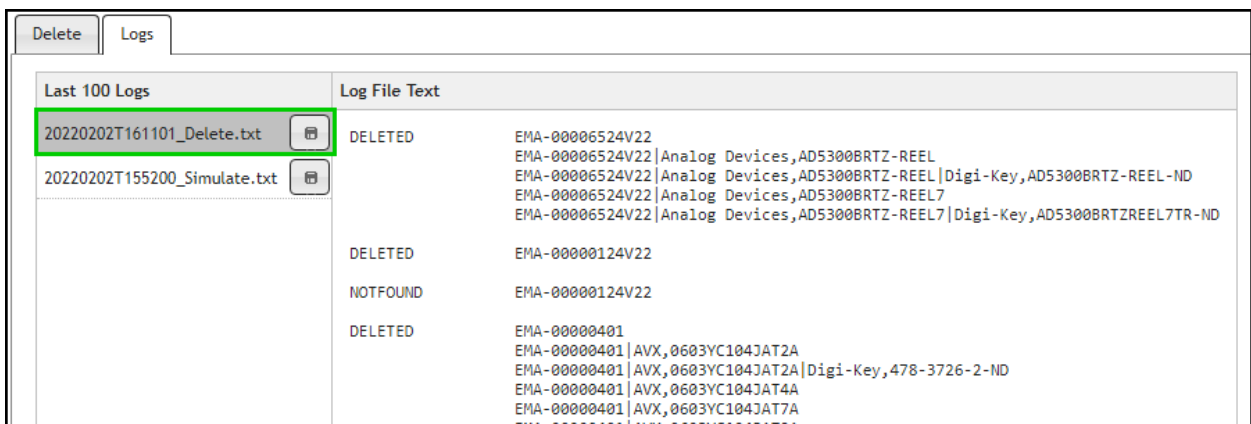 Delete Logs
Last 100 Logs
Log File Text
20220202T161101_Delete.txt
20220202T155200_Simulate.txt
DELETED EMA-00006524V22
EMA-00006524V22|Analog Devices,AD5300BRTZ-REEL
EMA-00006524V22|Analog Devices,AD5300BRTZ-REEL|Digi-Key,AD5300BRTZ-REEL-ND
EMA-00006524V22|Analog Devices,AD5300BRTZ-REEL7
EMA-00006524V22|Analog Devices,AD5300BRTZ-REEL7|Digi-Key,AD5300BRTZREEL7TR-ND
DELETED EMA-00000124V22
NOTFOUND EMA-00000124V22
DELETED EMA-00000401
EMA-00000401|AVX,0603YC104JAT2A
EMA-00000401|AVX,0603YC104JAT2A|Digi-Key,478-3726-2-ND
EMA-00000401|AVX,0603YC104JAT4A
EMA-00000401|AVX,0603YC104JAT7A